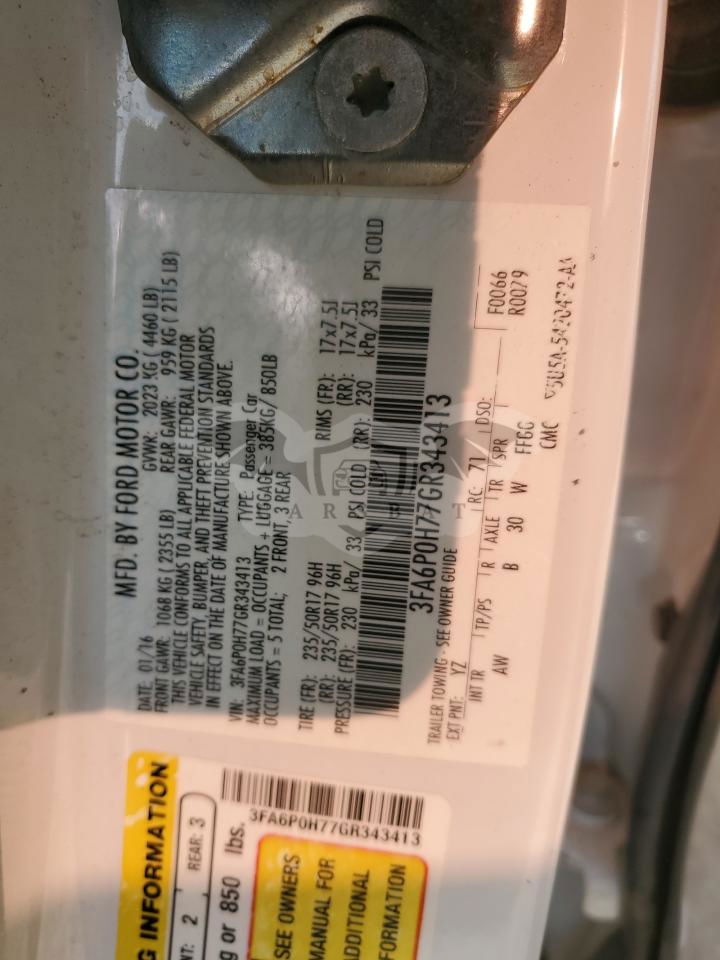 MFD. BY FORD MOTOR CO.
DATE: 01/16 GVWR: 2023 KG ( 4460 LB)
FRONT GAWR: 1068 KG ( 2355 LB) REAR GAWR: 959 KG ( 2115 LB)
THIS VEHICLE CONFORMS TO ALL APPLICABLE FEDERAL MOTOR
VEHICLE SAFETY, BUMPER, AND THEFT PREVENTION STANDARDS
IN EFFECT ON THE DATE OF MANUFACTURE SHOWN ABOVE.
VIN: 3FA6P0H77GR343413 TYPE: Passenger Car
MAXIMUM LOAD = OCCUPANTS + LUGGAGE = 385KG/ 850LB
OCCUPANTS = 5 TOTAL; 2 FRONT, 3 REAR
TIRE (FR): 235/50R17 96H RIMS (FR): 17x7.5J
(RR): 235/50R17 96H (RR): 17x7.5J
PRESSURE (FR): 230 kPa/ 33 PSI COLD (RR): 230 kPa/ 33 PSI COLD
3FA6P0H77GR343413
TRAILER TOWING - SEE OWNER GUIDE
EXT PNT: YZ RC: 71 DSO: F0066
R0079
INT TR TP/PS R AXLE TR SPR
AW B 30 W FFGG
CMC
G INFORMATION
NT: 2 REAR: 3
g or 850 lbs.
3FA6P0H77GR343413
SEE OWNERS
MANUAL FOR
ADDITIONAL
FORMATION